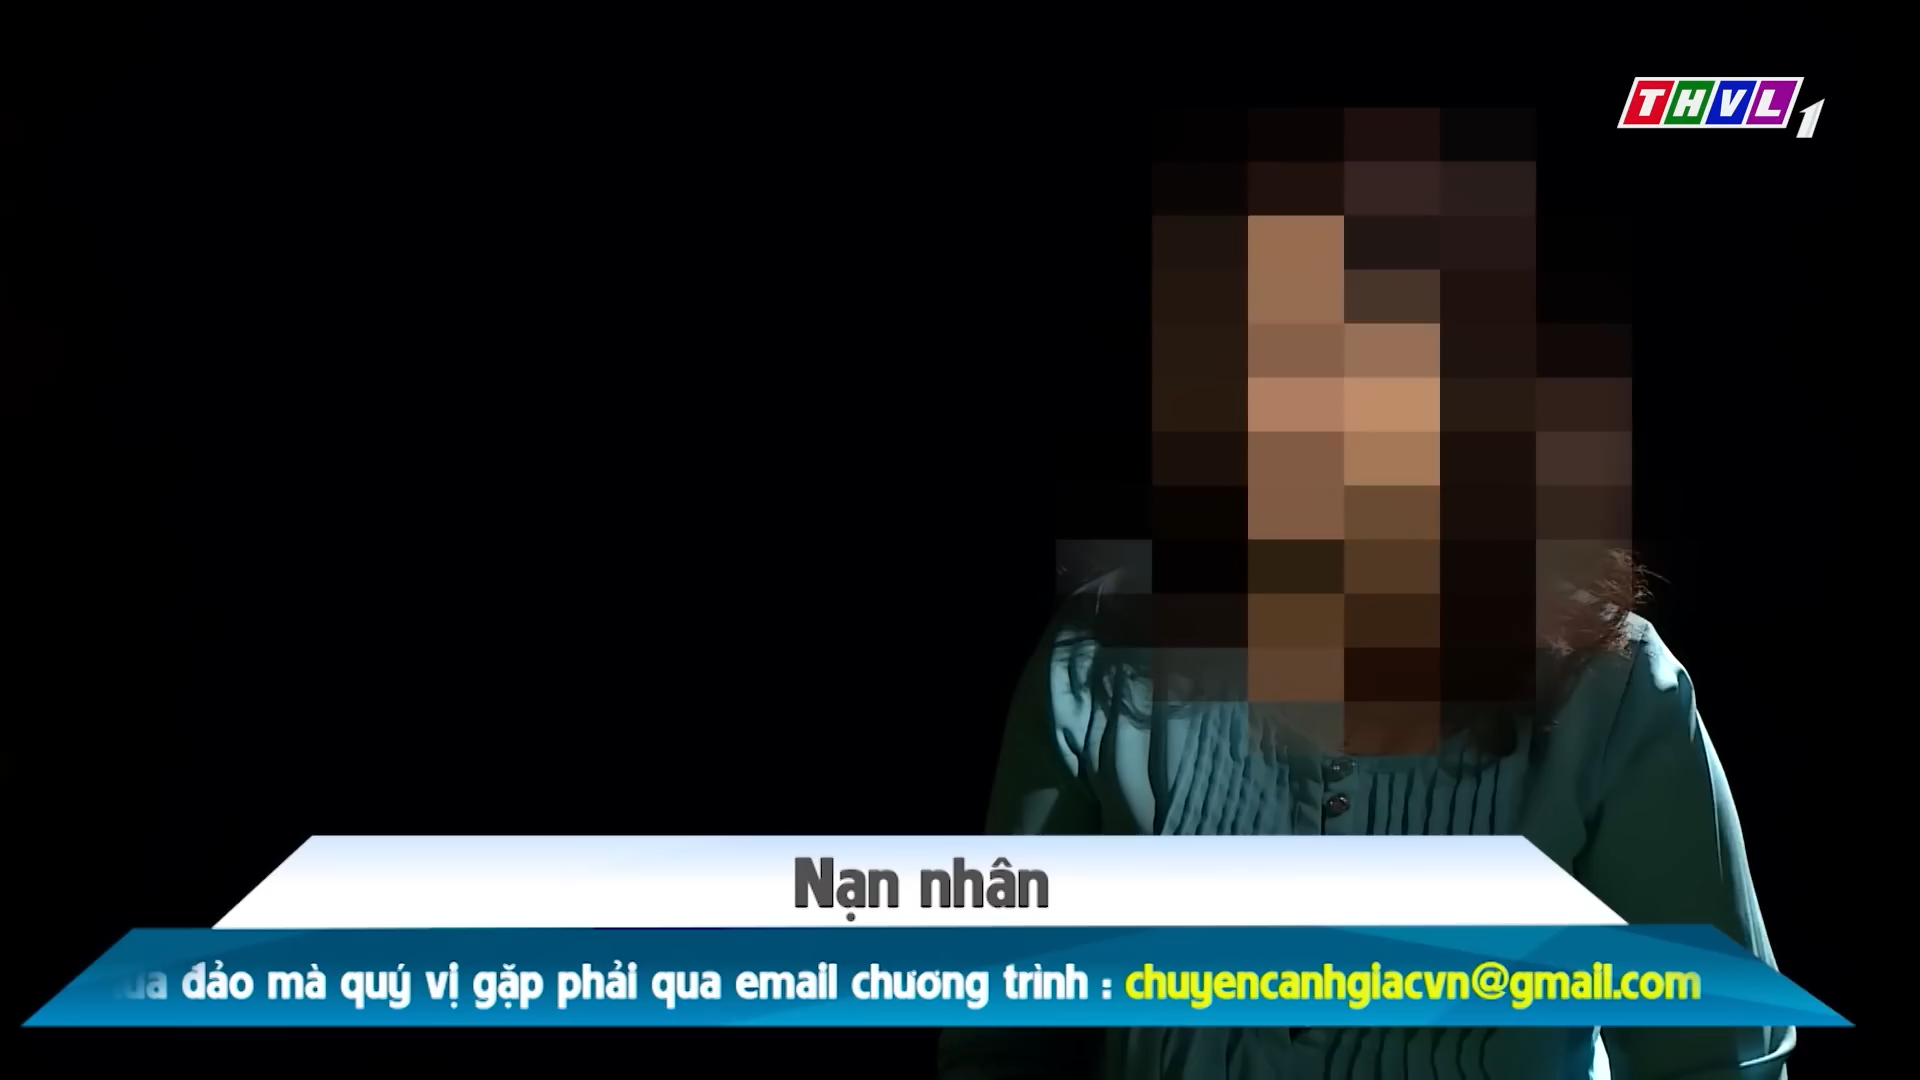 THVL1
Nạn nhân
đảo mà quý vị gặp phải qua email chương trình : chuyencanhgiacvn@gmail.com